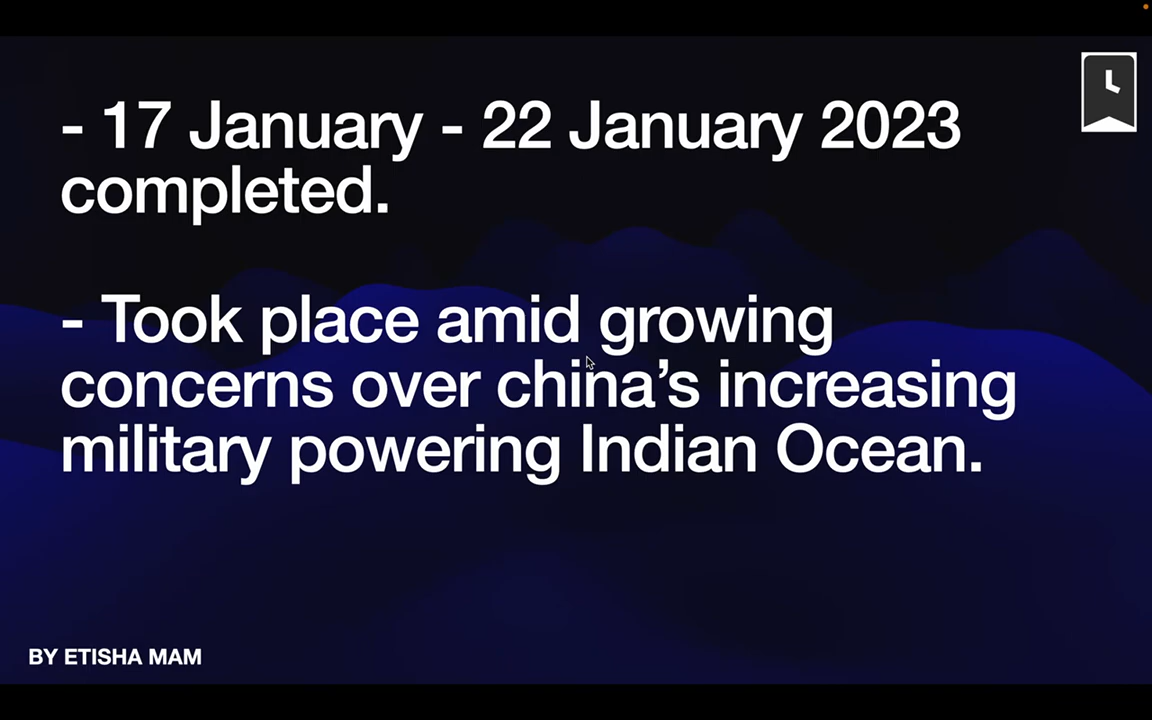 - 17 January - 22 January 2023
completed.
- Took place amid growing
concerns over china’s increasing
military powering Indian Ocean.
BY ETISHA MAM